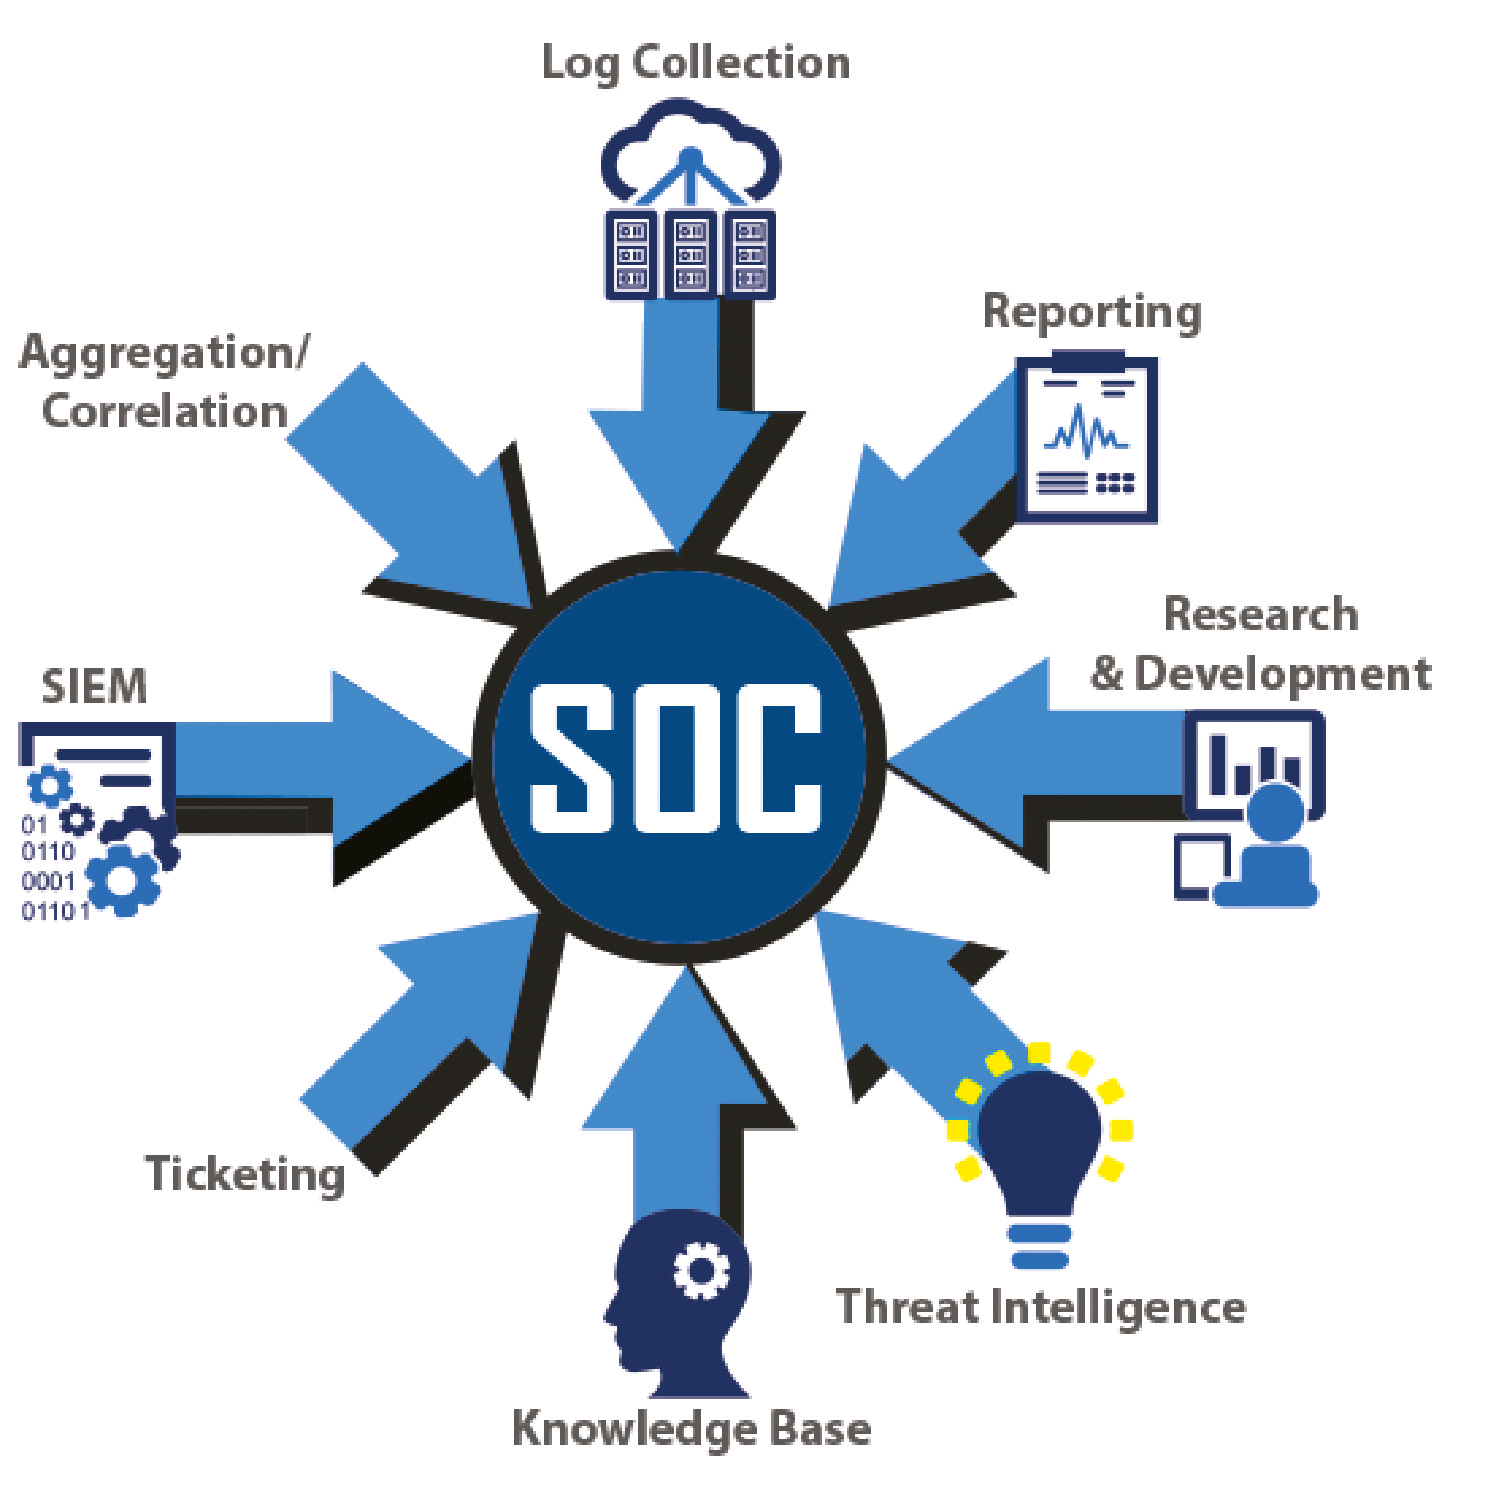 Log Collection
Reporting
Aggregation/
Correlation
Research
& Development
SIEM
SOC
01
0110
0001
01101
Ticketing
Threat Intelligence
Knowledge Base